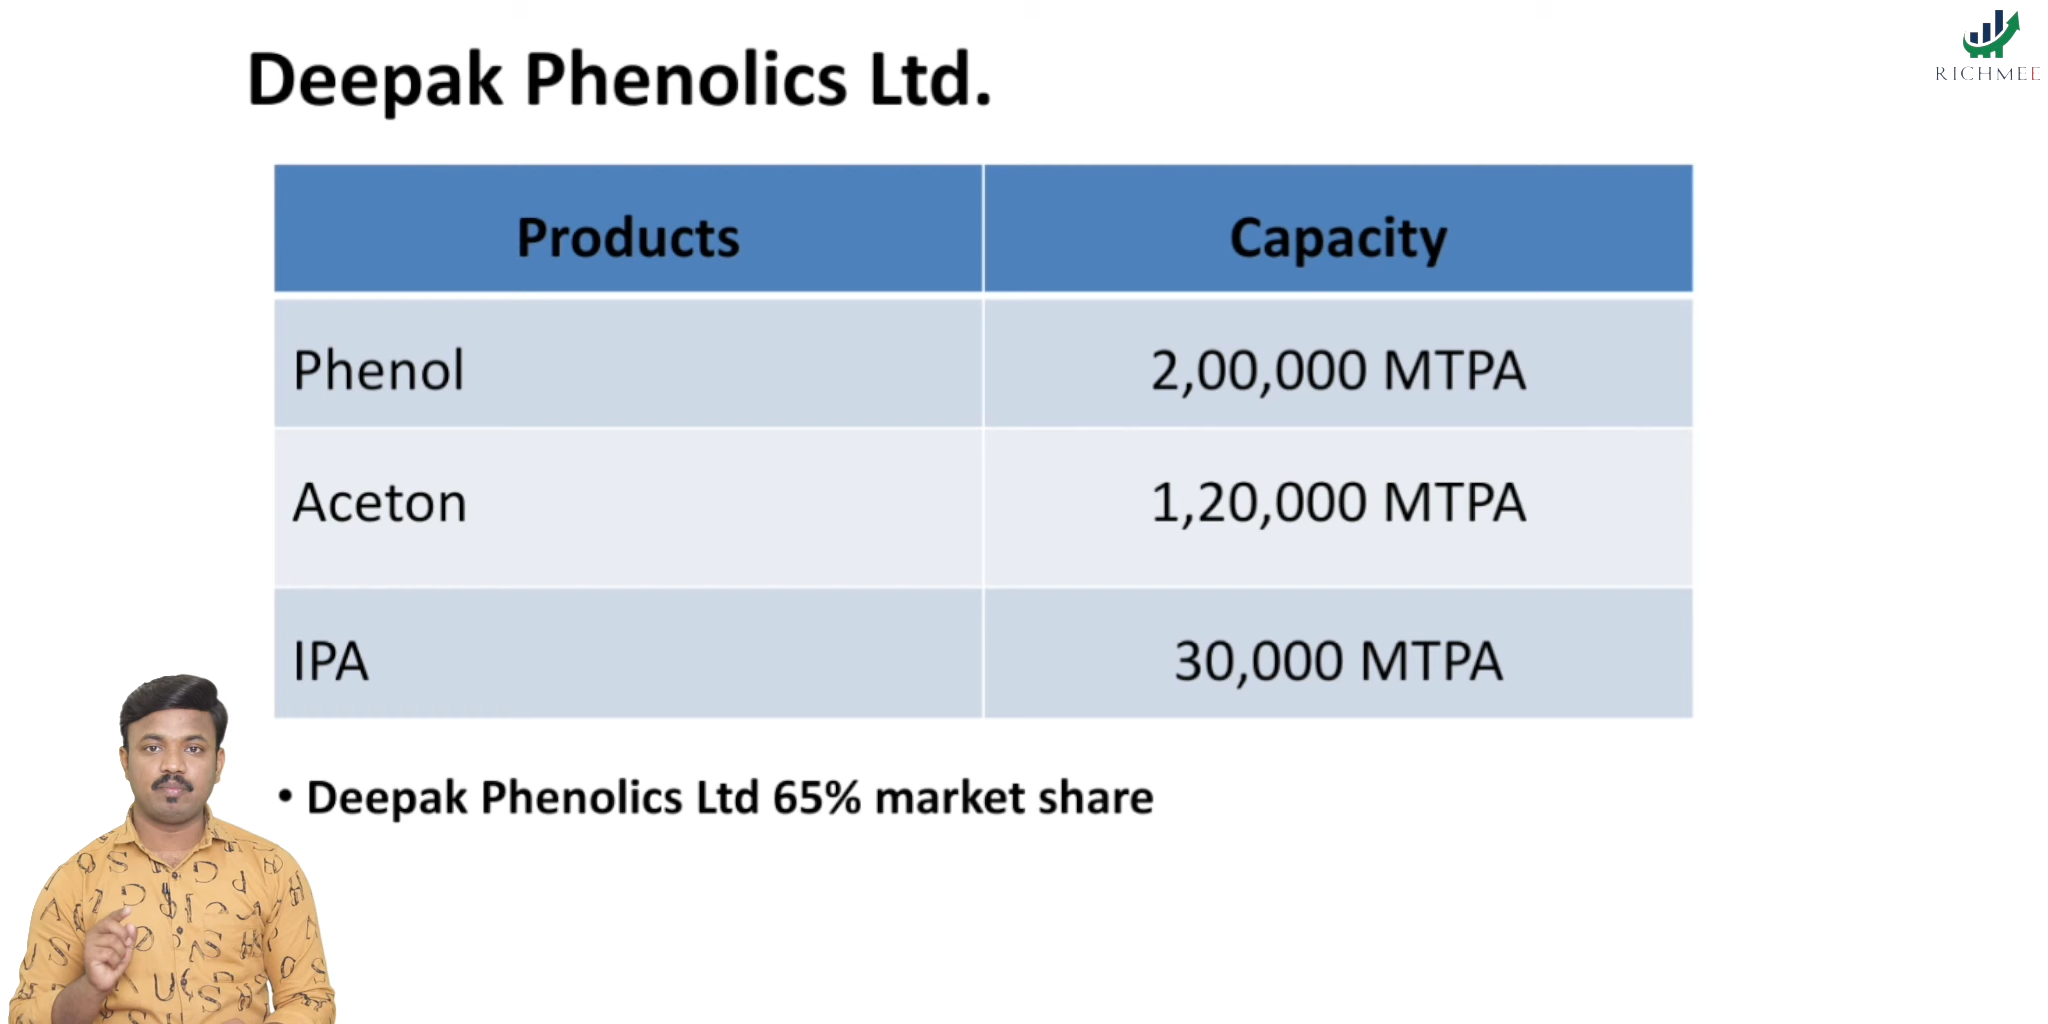 RICHMEE
Deepak Phenolics Ltd.
Products Capacity
Phenol 2,00,000 MTPA
Aceton 1,20,000 MTPA
IPA 30,000 MTPA
• Deepak Phenolics Ltd 65% market share